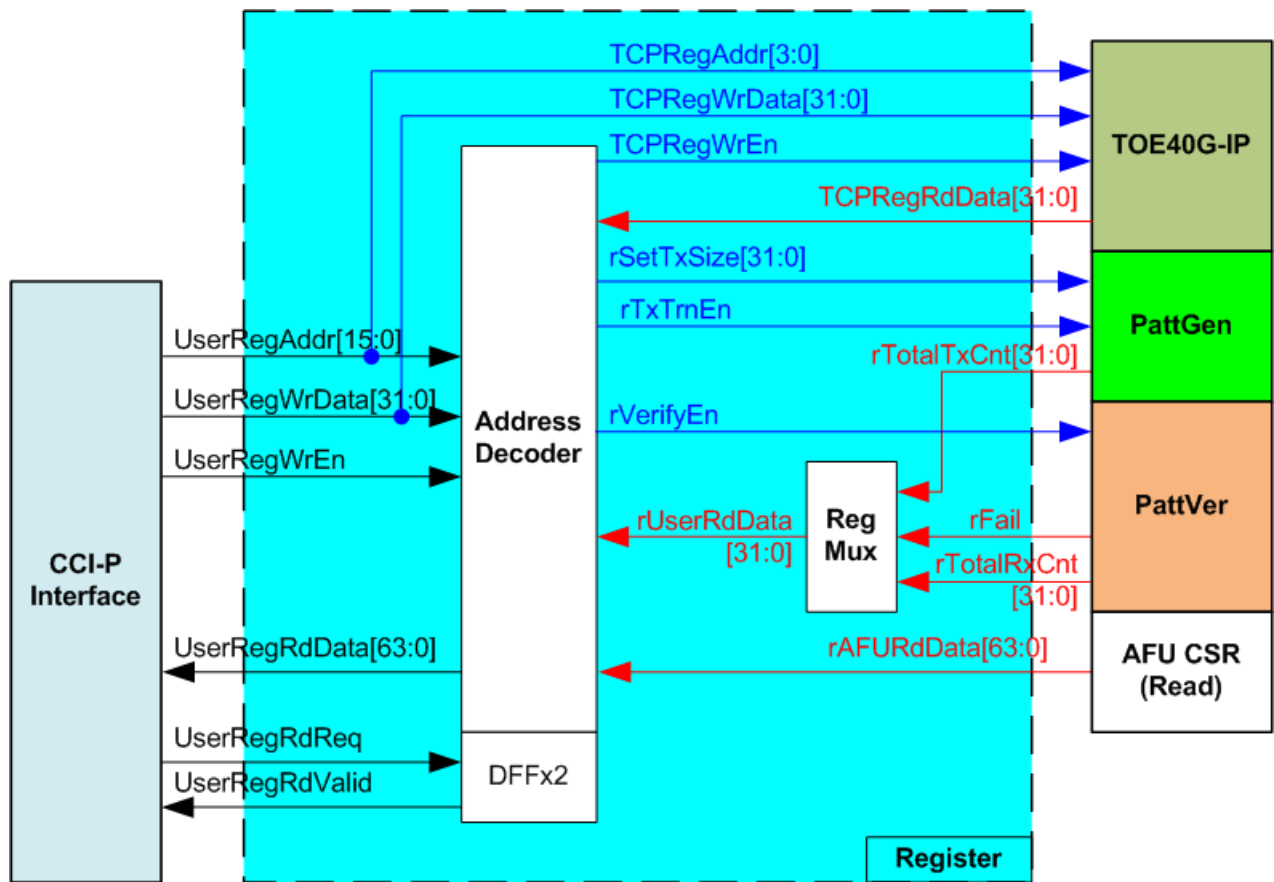 TCPRegAddr[3:0]
TCPRegWrData[31:0]
TCPRegWrEn
TOE40G-IP
TCPRegRdData[31:0]
rSetTxSize[31:0]
rTxTrnEn
PattGen
UserRegAddr[15:0]
rTotalTxCnt[31:0]
UserRegWrData[31:0]
Address
Decoder
rVerifyEn
UserRegWrEn
PattVer
rUserRdData
[31:0]
Reg
Mux
rFail
rTotalRxCnt
[31:0]
CCI-P
Interface
UserRegRdData[63:0]
rAFURdData[63:0]
AFU CSR
(Read)
UserRegRdReq
DFFx2
UserRegRdValid
Register